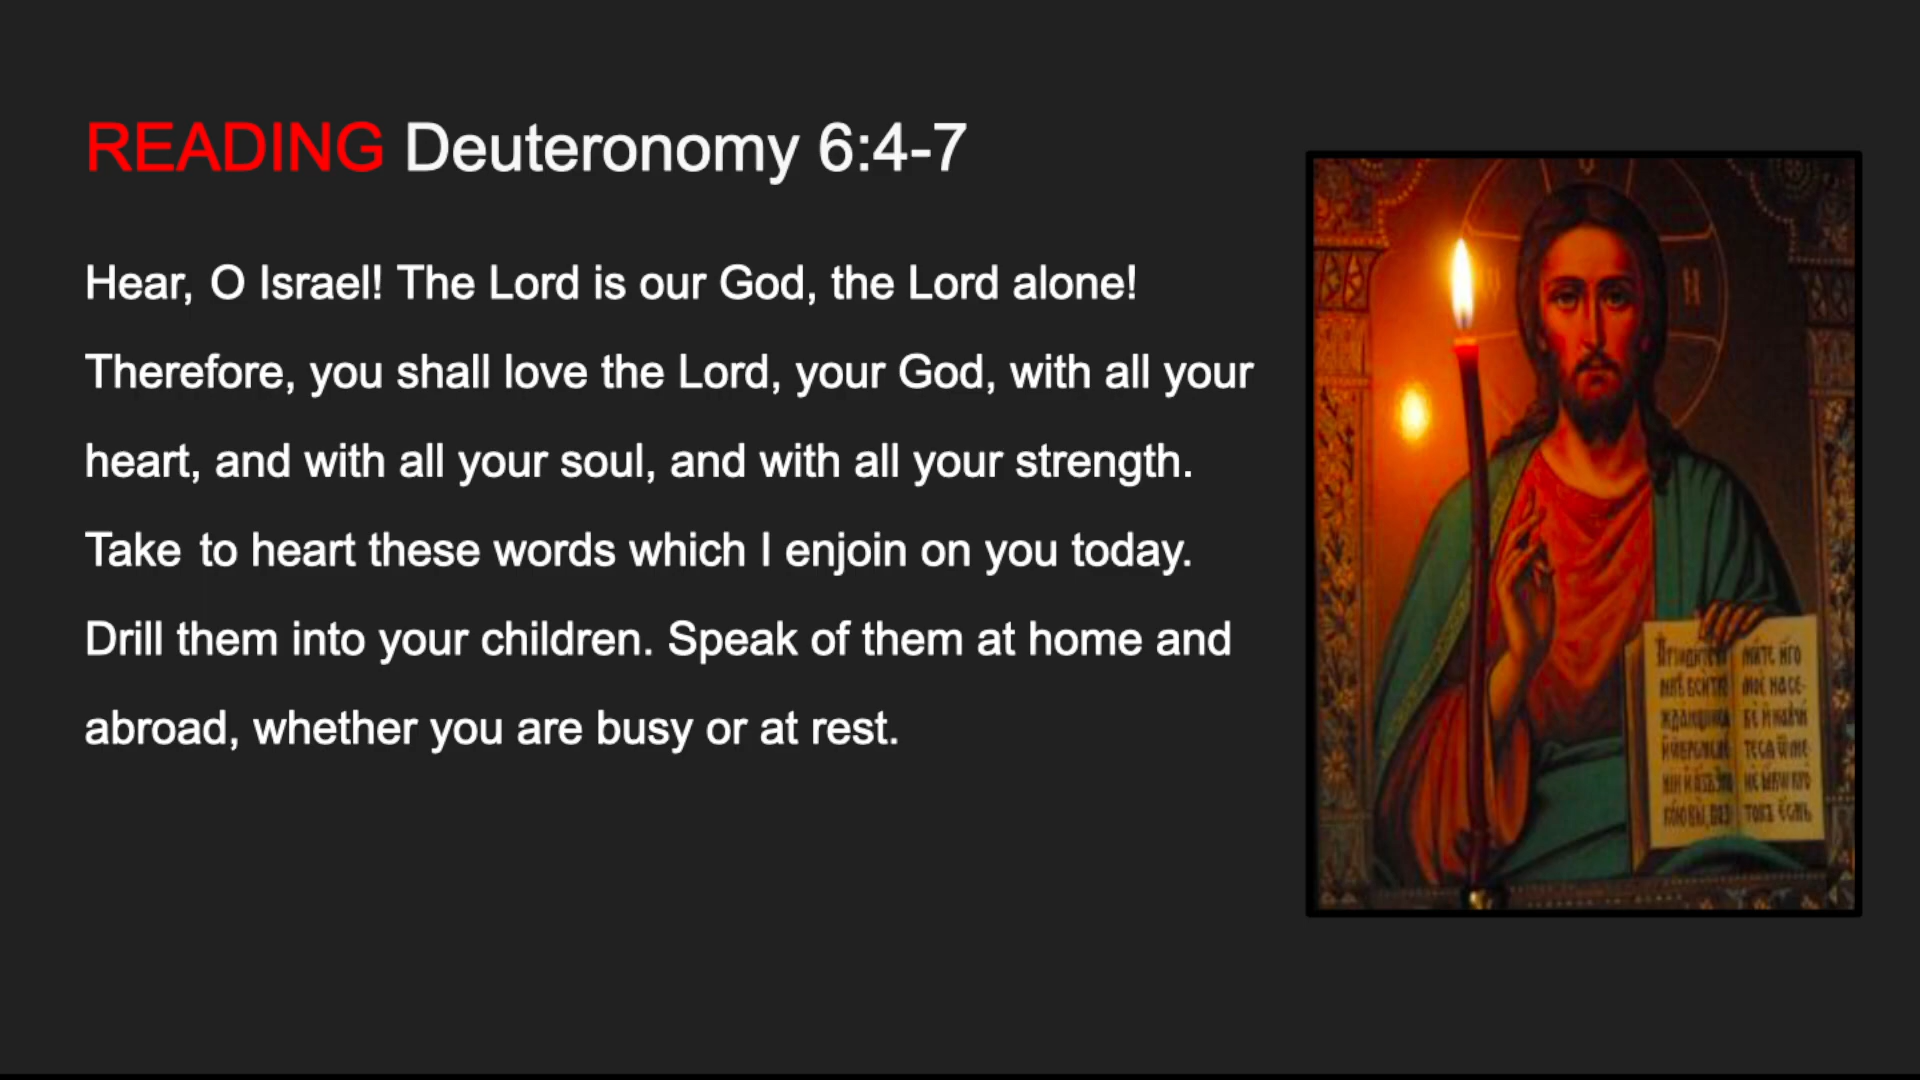 READING Deuteronomy 6:4-7
Hear, O Israel! The Lord is our God, the Lord alone!
Therefore, you shall love the Lord, your God, with all your
heart, and with all your soul, and with all your strength.
Take to heart these words which I enjoin on you today.
Drill them into your children. Speak of them at home and
abroad, whether you are busy or at rest.